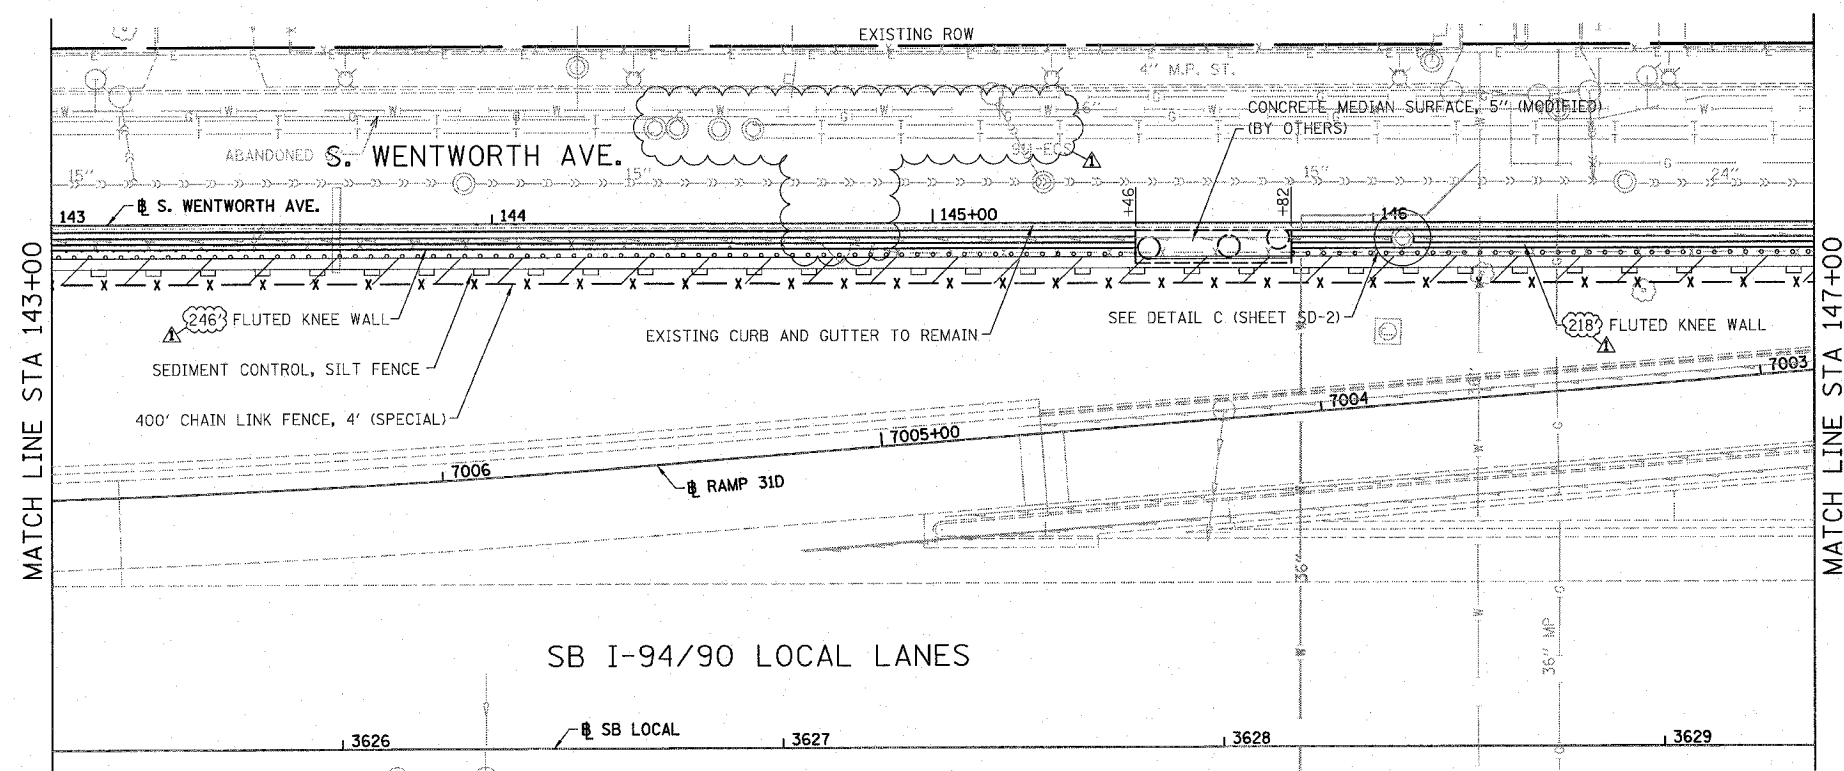 EXISTING ROW
4" M.P. ST.
CONCRETE MEDIAN SURFACE, 5" (MODIFIED)
(BY OTHERS)
ABANDONED
S. WENTWORTH AVE.
15"
15"
15"
24"
℄ S. WENTWORTH AVE.
143
144
145+00
+46
+82
146
MATCH LINE STA 143+00
MATCH LINE STA 147+00
246' FLUTED KNEE WALL
1
EXISTING CURB AND GUTTER TO REMAIN
SEE DETAIL C (SHEET SD-2)
218' FLUTED KNEE WALL
1
SEDIMENT CONTROL, SILT FENCE
400' CHAIN LINK FENCE, 4' (SPECIAL)
7003
7004
7005+00
7006
RAMP 31D
36"
36" MP
SB I-94/90 LOCAL LANES
SB LOCAL
3626
3627
3628
3629